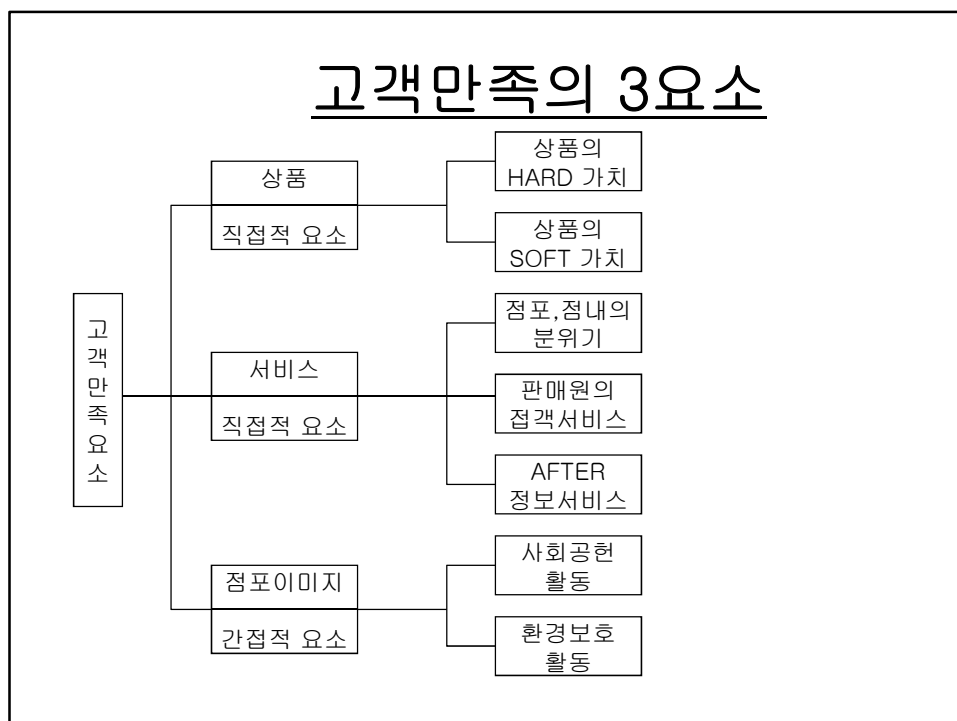 고객만족의 3요소
고
객
만
족
요
소
상품
직접적 요소
상품의
HARD 가치
상품의
SOFT 가치
서비스
직접적 요소
점포,점내의
분위기
판매원의
접객서비스
AFTER
정보서비스
점포이미지
간접적 요소
사회공헌
활동
환경보호
활동